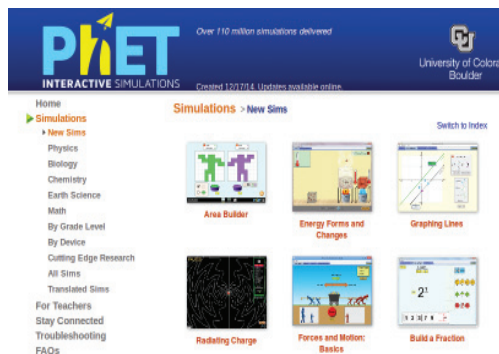 PhET
INTERACTIVE SIMULATIONS
Over 110 million simulations delivered
Created 12/17/14. Updates available online.
CU
University of Colora
Boulder
Home
Simulations
New Sims
Physics
Biology
Chemistry
Earth Science
Math
By Grade Level
By Device
Cutting Edge Research
All Sims
Translated Sims
For Teachers
Stay Connected
Troubleshooting
FAQs
Simulations > New Sims
Switch to Index
Area Builder
Energy Forms and
Changes
Graphing Lines
Radiating Charge
Forces and Motion:
Basics
Build a Fraction